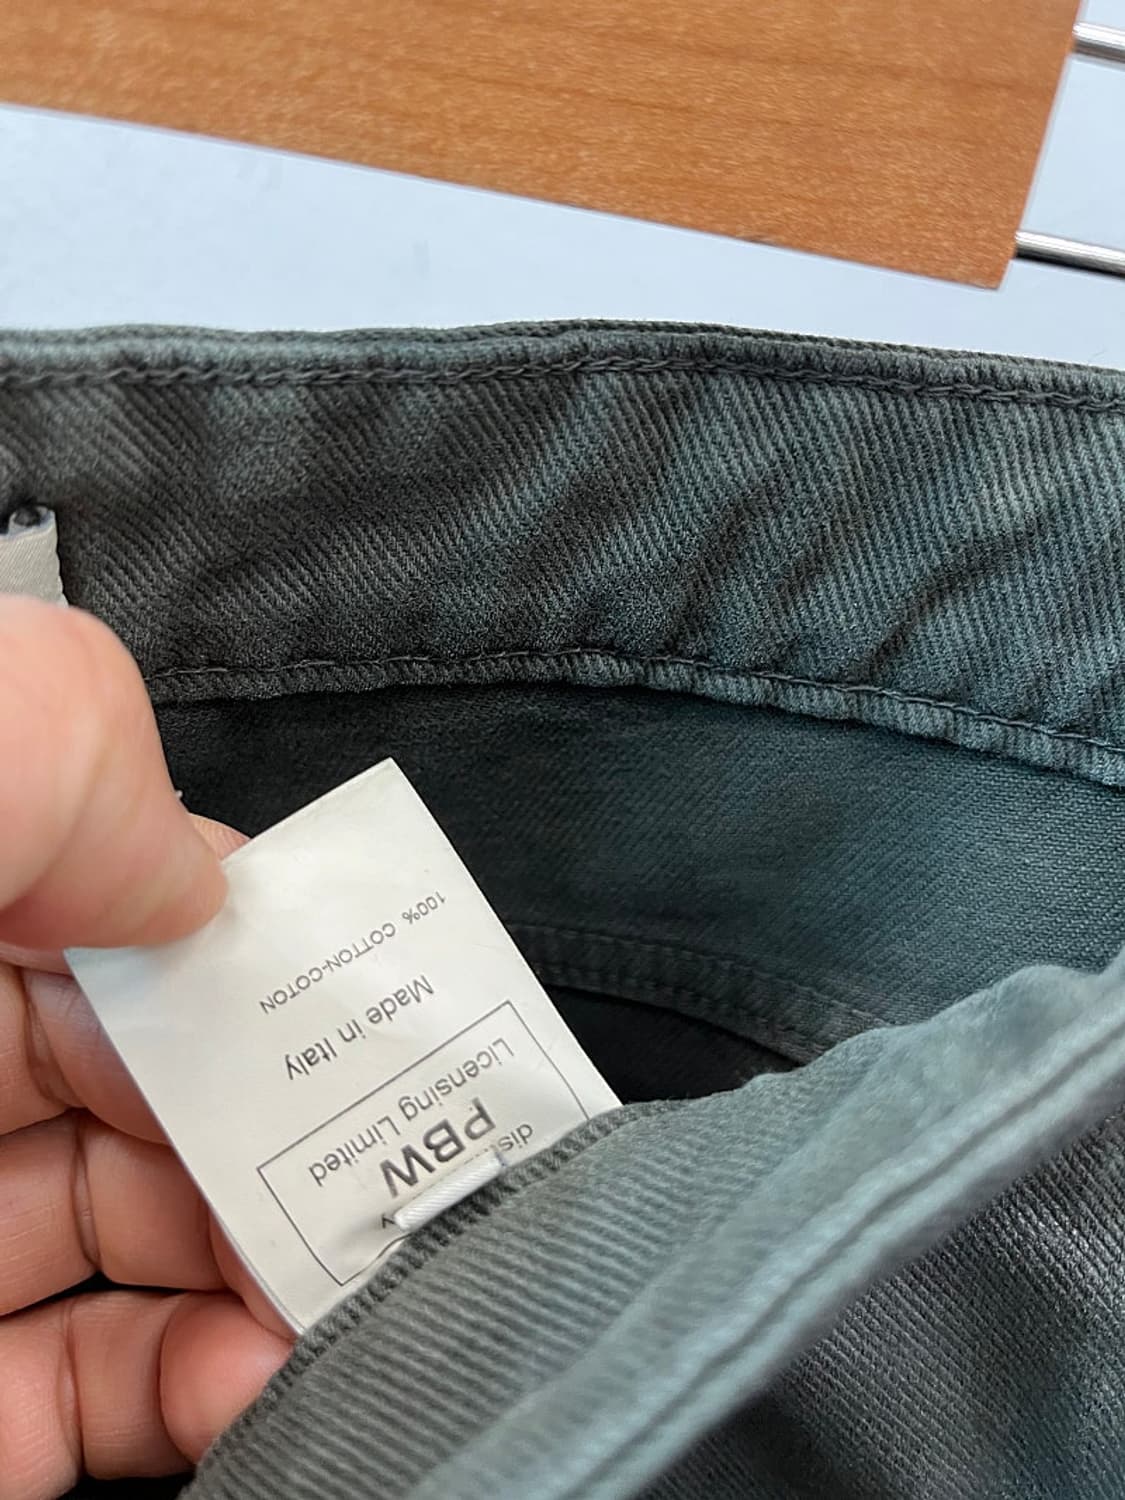 PBW
Licensing Limited
Made in Italy
100% COTTON-COTON